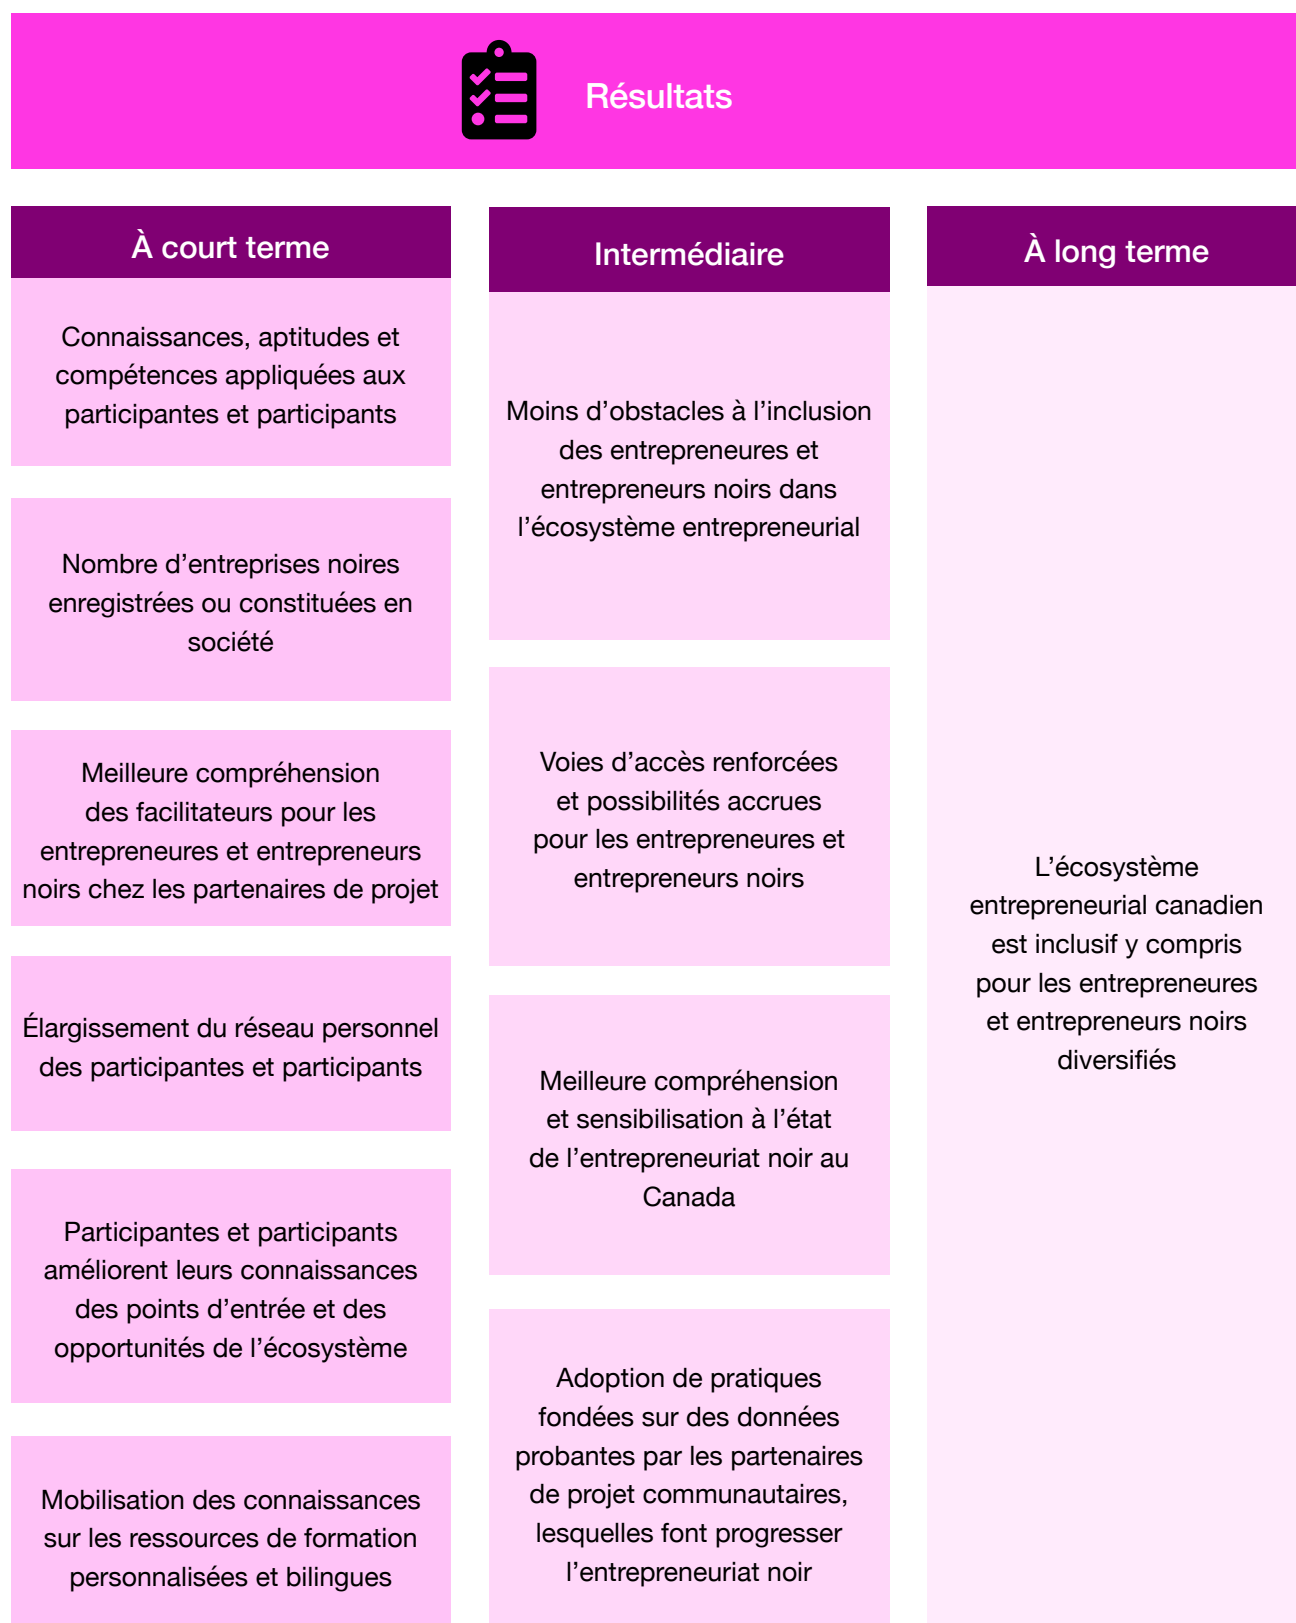 Résultats
À court terme
Connaissances, aptitudes et
compétences appliquées aux
participantes et participants
Nombre d’entreprises noires
enregistrées ou constituées en
société
Meilleure compréhension
des facilitateurs pour les
entrepreneures et entrepreneurs
noirs chez les partenaires de projet
Élargissement du réseau personnel
des participantes et participants
Participantes et participants
améliorent leurs connaissances
des points d’entrée et des
opportunités de l’écosystème
Mobilisation des connaissances
sur les ressources de formation
personnalisées et bilingues
Intermédiaire
Moins d’obstacles à l’inclusion
des entrepreneures et
entrepreneurs noirs dans
l’écosystème entrepreneurial
Voies d’accès renforcées
et possibilités accrues
pour les entrepreneures et
entrepreneurs noirs
Meilleure compréhension
et sensibilisation à l’état
de l’entrepreneuriat noir au
Canada
Adoption de pratiques
fondées sur des données
probantes par les partenaires
de projet communautaires,
lesquelles font progresser
l’entrepreneuriat noir
À long terme
L’écosystème
entrepreneurial canadien
est inclusif y compris
pour les entrepreneures
et entrepreneurs noirs
diversifiés